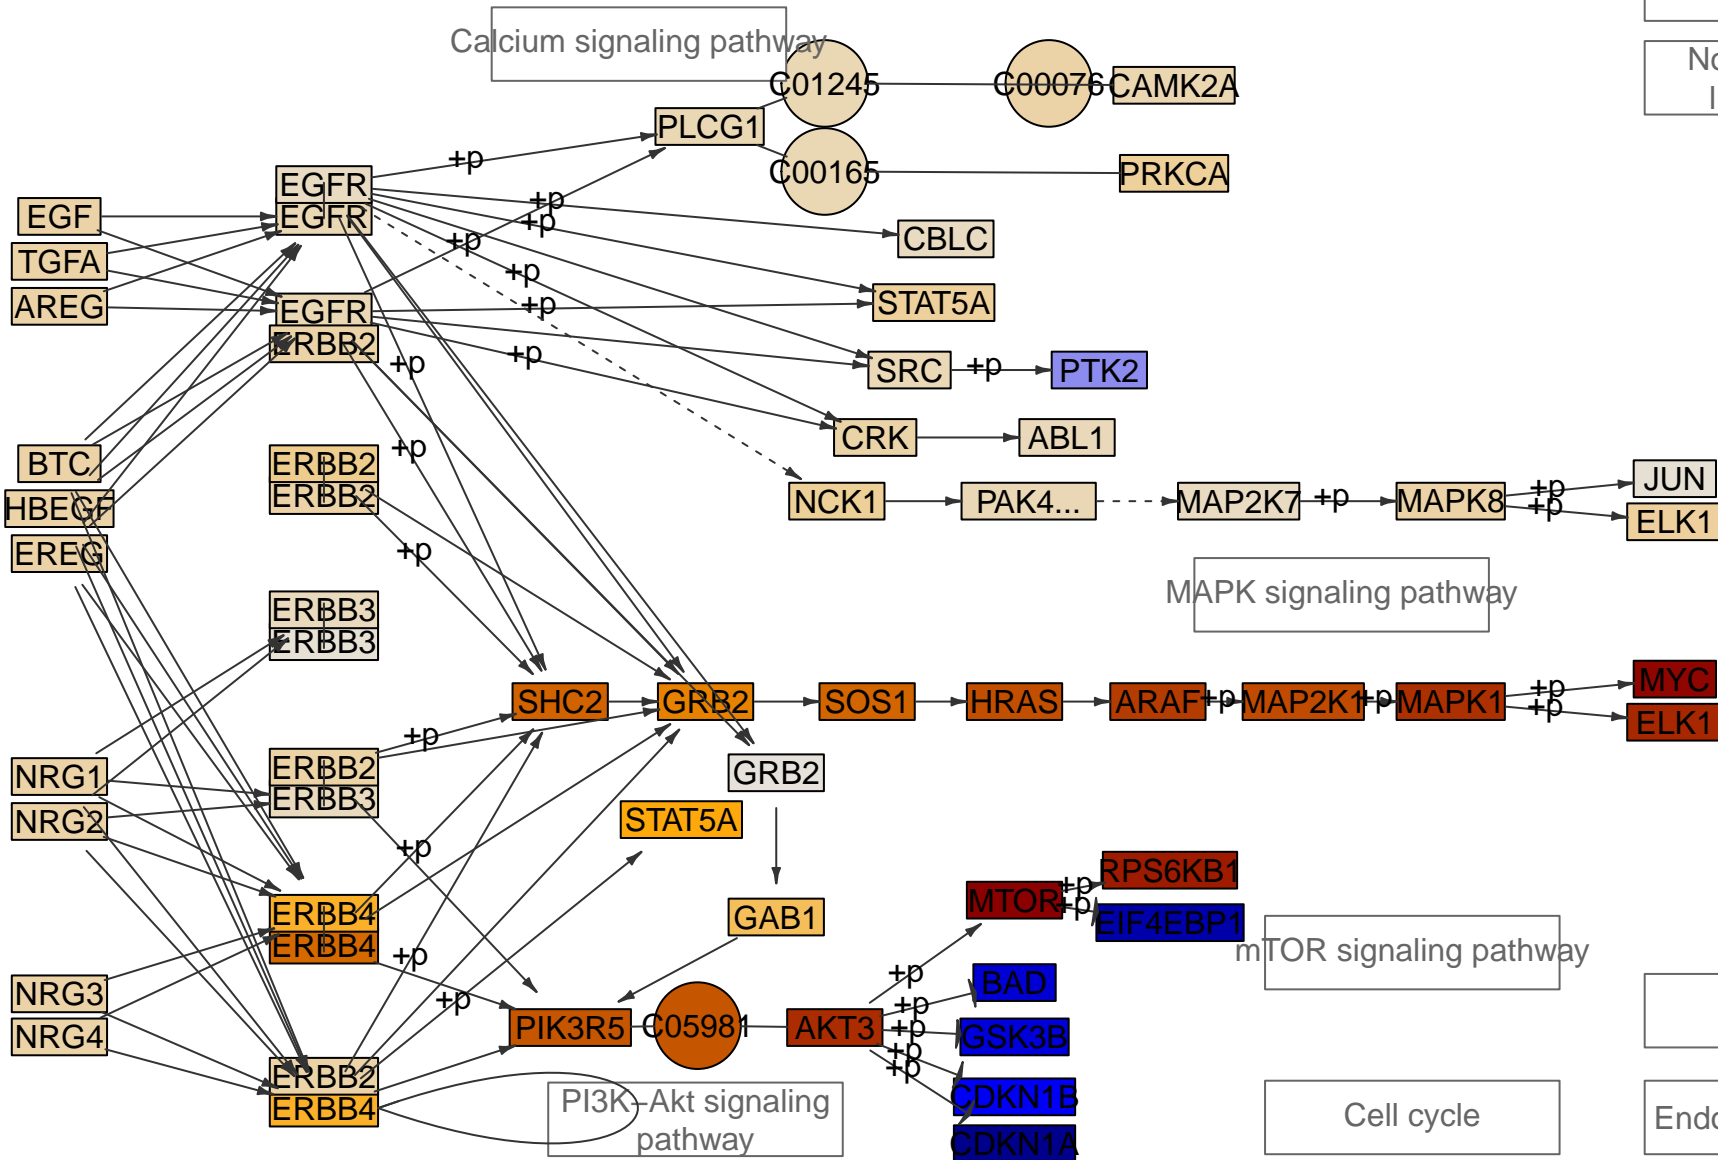 Calcium signaling pathway
No
I
C01245
C00076
CAMK2A
PLCG1
+p
C00165
PRKCA
EGFR
EGFR
EGF
TGFA
AREG
+p
+p
+p
CBLC
+p
STAT5A
EGFR
ERBB2
+p
+p
+p
SRC
+p
PTK2
CRK
ABL1
BTC
HBEGF
EREG
ERBB2
ERBB2
+p
+p
NCK1
PAK4...
MAP2K7
+p
MAPK8
+p
+p
JUN
ELK1
MAPK signaling pathway
ERBB3
ERBB3
SHC2
GRB2
SOS1
HRAS
ARAF
+p
MAP2K1
+p
MAPK1
+p
+p
MYC
ELK1
+p
NRG1
NRG2
ERBB2
ERBB3
GRB2
STAT5A
+p
ERBB4
ERBB4
GAB1
MTOR
+p
+p
RPS6KB1
EIF4EBP1
mTOR signaling pathway
+p
+p
NRG3
NRG4
PIK3R5
C05981
AKT3
+p
+p
+p
+p
+p
BAD
GSK3B
CDKN1B
CDKN1A
ERBB2
ERBB4
PI3K−Akt signaling
pathway
Cell cycle
Endo